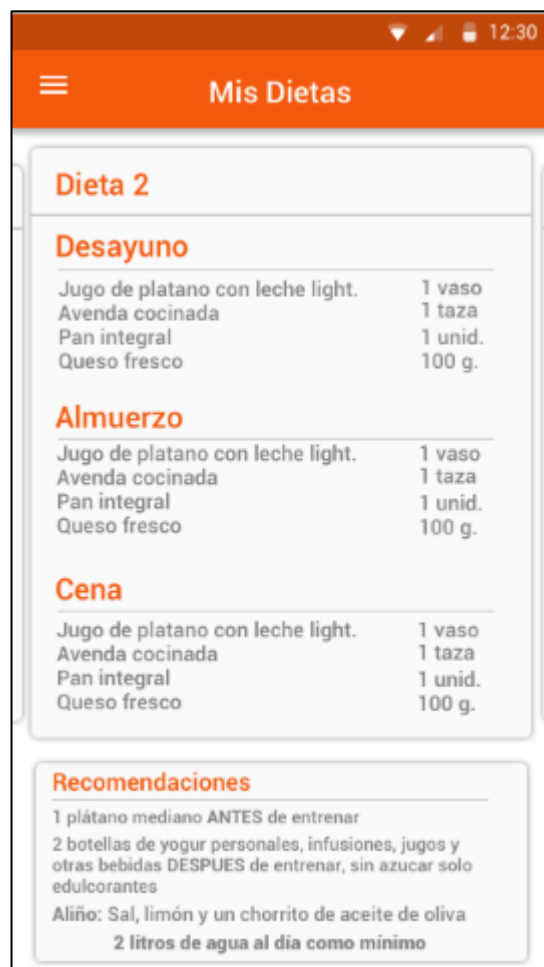 12:30
Mis Dietas
Dieta 2
Desayuno
Jugo de platano con leche light. 1 vaso
Avenda cocinada 1 taza
Pan integral 1 unid.
Queso fresco 100 g.
Almuerzo
Jugo de platano con leche light. 1 vaso
Avenda cocinada 1 taza
Pan integral 1 unid.
Queso fresco 100 g.
Cena
Jugo de platano con leche light. 1 vaso
Avenda cocinada 1 taza
Pan integral 1 unid.
Queso fresco 100 g.
Recomendaciones
1 plátano mediano ANTES de entrenar
2 botellas de yogur personales, infusiones, jugos y
otras bebidas DESPUES de entrenar, sin azucar solo
edulcorantes
Aliño: Sal, limón y un chorrito de aceite de oliva
2 litros de agua al día como mínimo